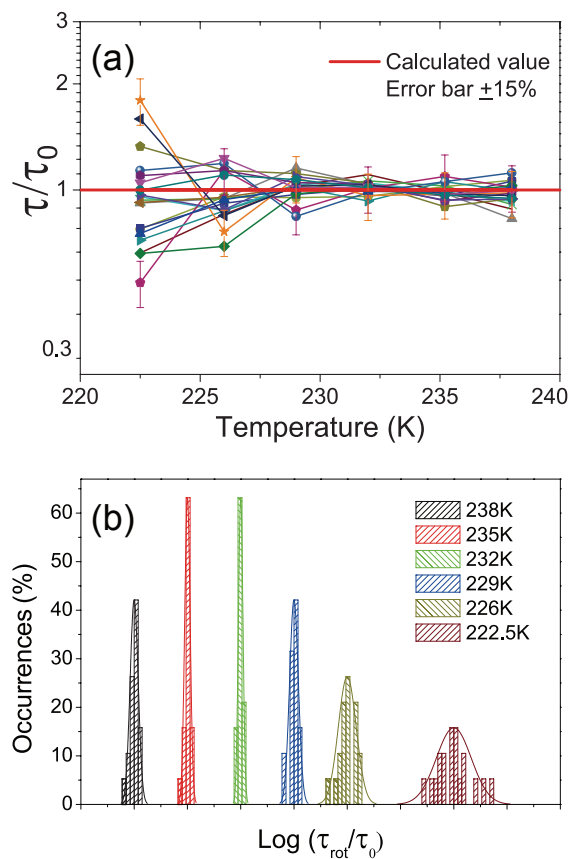 (a)
Calculated value
Error bar ±15%
3
2
1
0.3
τ/τ0
220 225 230 235 240
Temperature (K)
(b)
238K
235K
232K
229K
226K
222.5K
60
50
40
30
20
10
0
Occurrences (%)
Log (τrot/τ0)